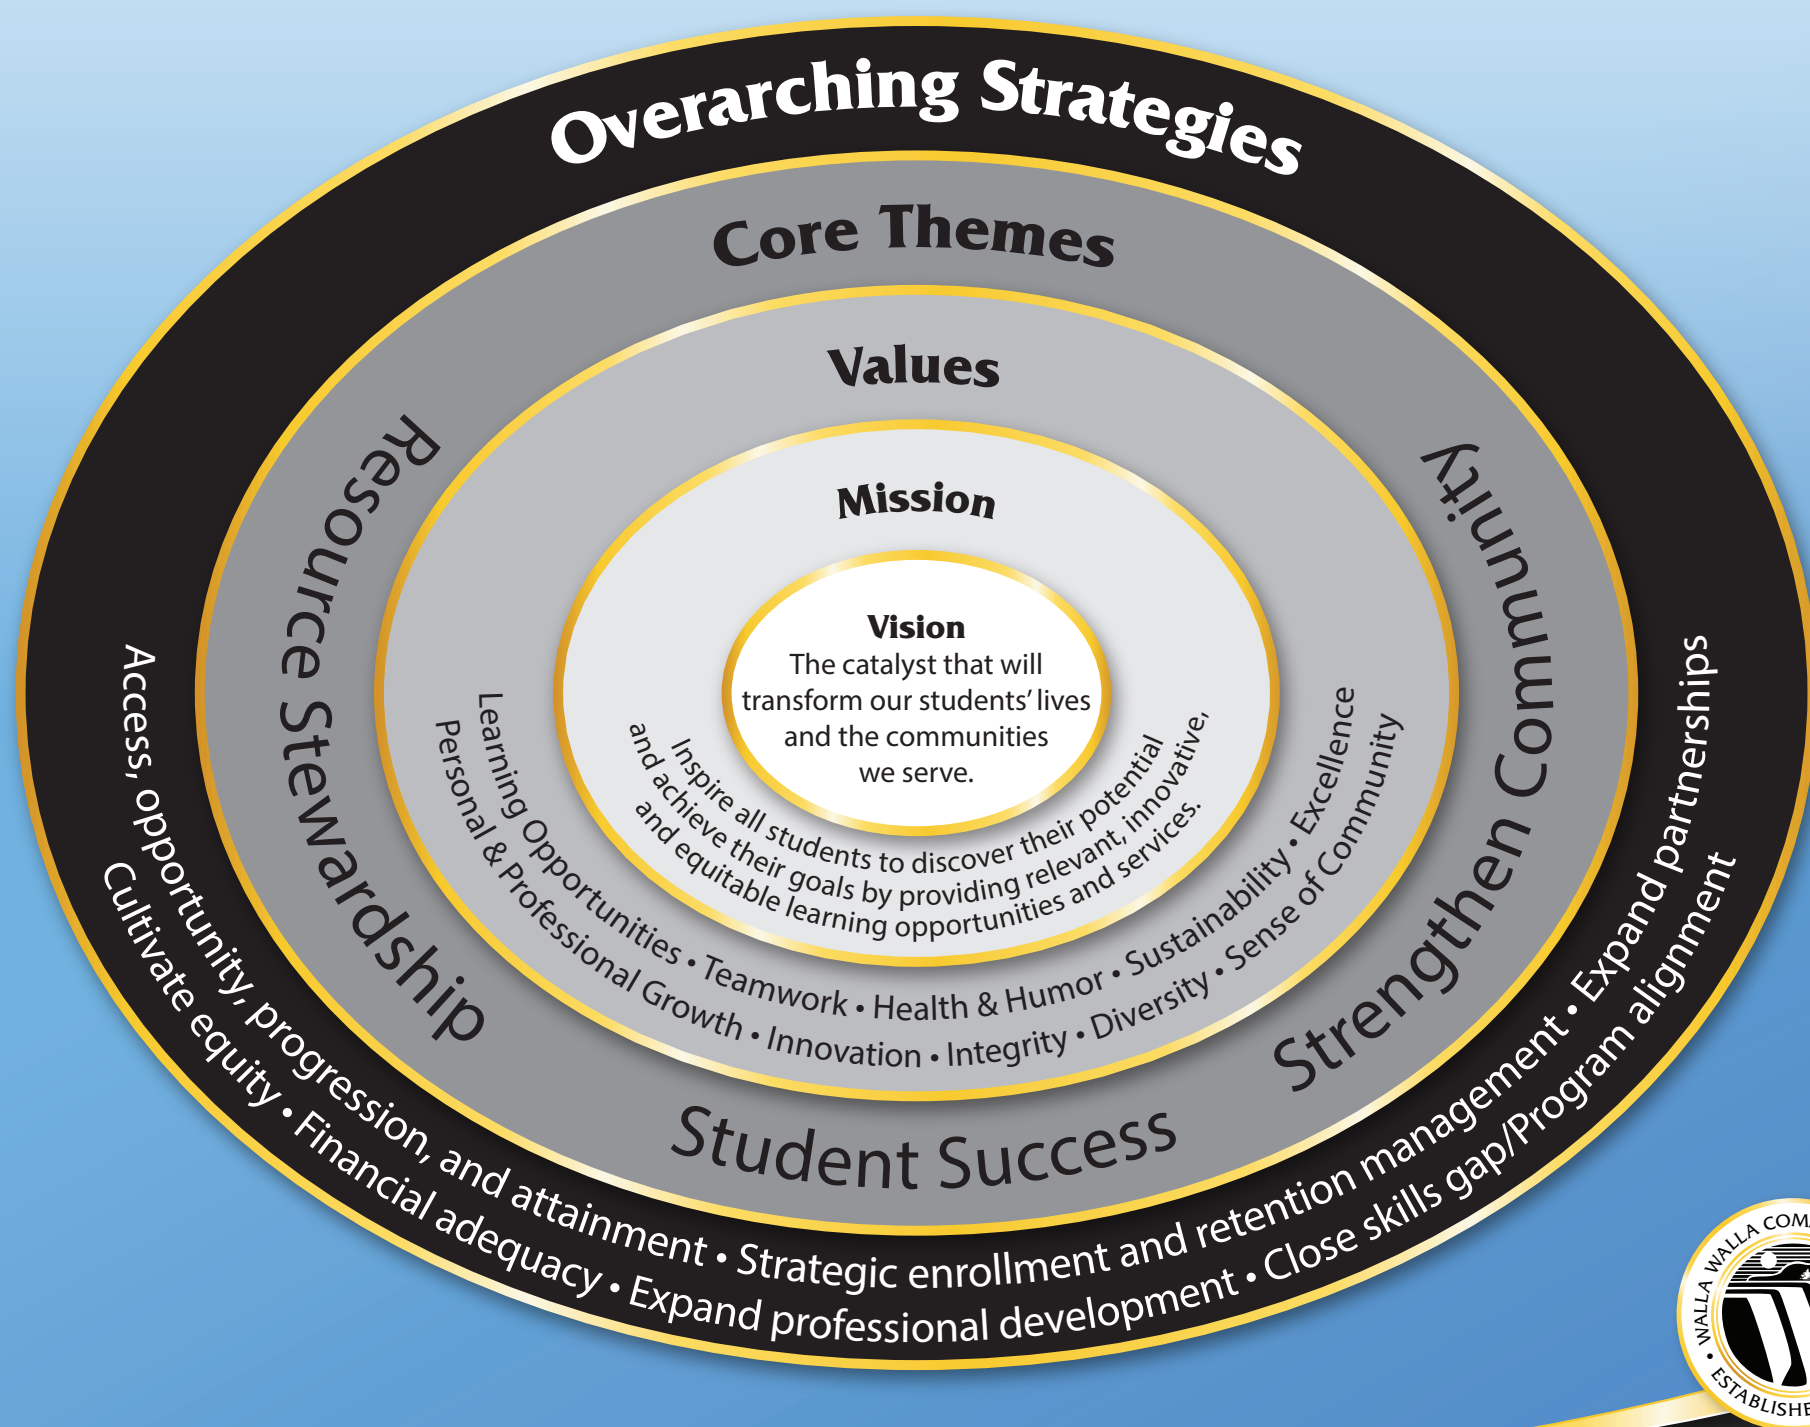 Overarching Strategies
Core Themes
Values
Mission
Vision
The catalyst that will
transform our students’ lives
and the communities
we serve.
Inspire all students to discover their potential
and achieve their goals by providing relevant, innovative,
and equitable learning opportunities and services.
Learning Opportunities • Teamwork • Health & Humor • Sustainability • Excellence
Personal & Professional Growth • Innovation • Integrity • Diversity • Sense of Community
Resource Stewardship
Student Success
Strengthen Community
Access, opportunity, progression, and attainment • Strategic enrollment and retention management • Expand partnerships
Cultivate equity • Financial adequacy • Expand professional development • Close skills gap/Program alignment
• WALLA WALLA
•